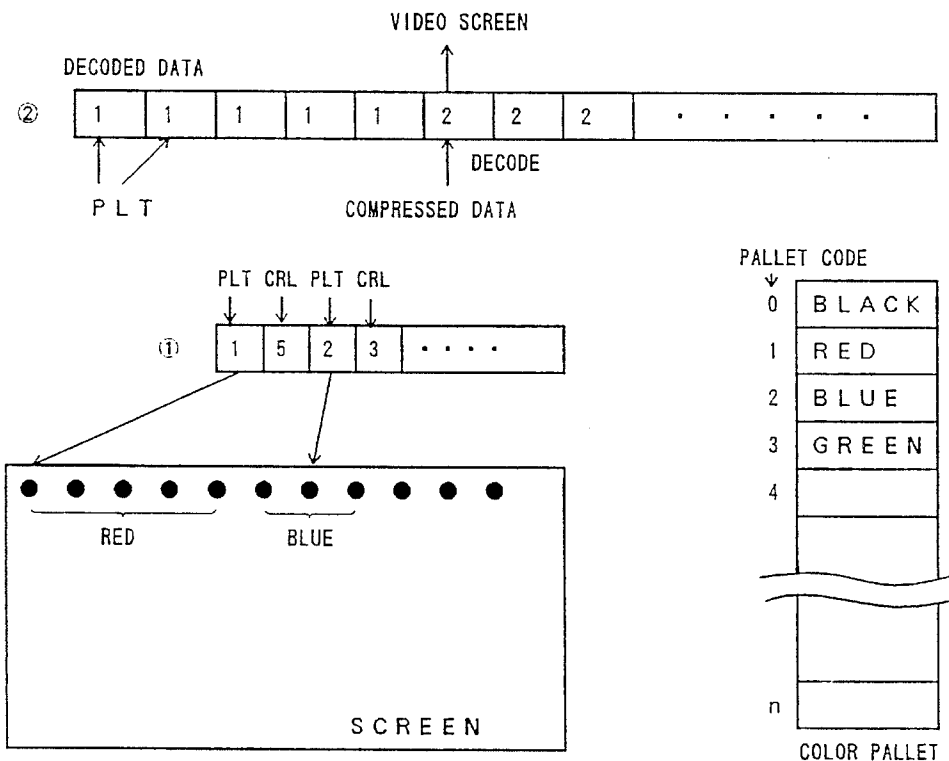 VIDEO SCREEN
DECODED DATA
② 1 1 1 1 1 2 2 2 · · · · ·
DECODE
PLT COMPRESSED DATA
PALLET CODE
PLT CRL PLT CRL
① 1 5 2 3 · · · ·
0 BLACK
1 RED
2 BLUE
3 GREEN
4
n
RED BLUE
SCREEN
COLOR PALLET